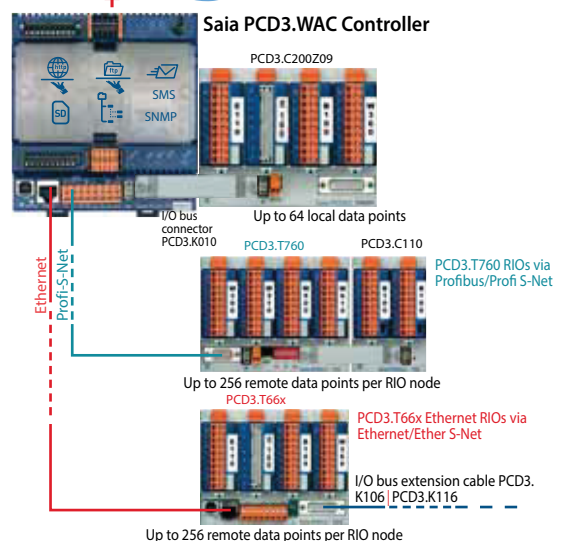 Saia PCD3.WAC Controller
PCD3.C200Z09
http
ftp
SMS
SD
SNMP
I/O bus
connector
PCD3.K010
Up to 64 local data points
Ethernet
Profi-S-Net
PCD3.T760
PCD3.C110
PCD3.T760 RIOs via
Profibus/Profi S-Net
Up to 256 remote data points per RIO node
PCD3.T66x
PCD3.T66x Ethernet RIOs via
Ethernet/Ether S-Net
I/O bus extension cable PCD3.
K106 | PCD3.K116
Up to 256 remote data points per RIO node